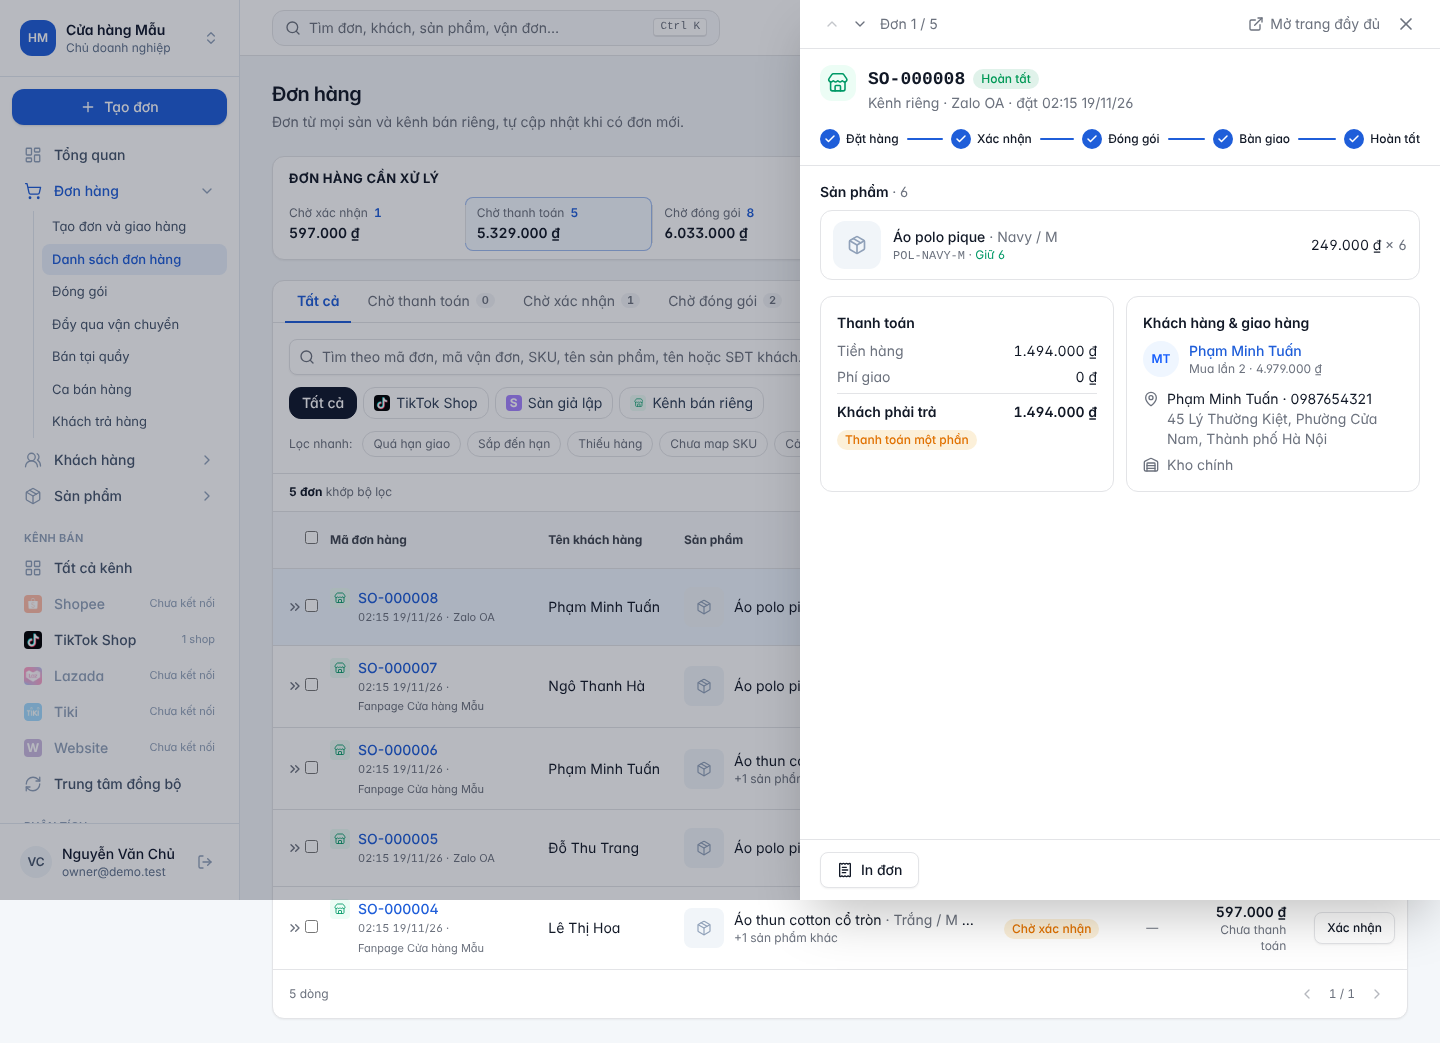 HM
Cửa hàng Mẫu
Chủ doanh nghiệp
Tạo đơn
Tổng quan
Đơn hàng
Tạo đơn và giao hàng
Danh sách đơn hàng
Đóng gói
Đẩy qua vận chuyển
Bán tại quầy
Ca bán hàng
Khách trả hàng
Khách hàng
Sản phẩm
KÊNH BÁN
Tất cả kênh
Shopee Chưa kết nối
TikTok Shop 1 shop
Lazada Chưa kết nối
Tiki Chưa kết nối
W Website Chưa kết nối
Trung tâm đồng bộ
VC
Nguyễn Văn Chủ
owner@demo.test
Tìm đơn, khách, sản phẩm, vận đơn... Ctrl K
Đơn hàng
Đơn từ mọi sàn và kênh bán riêng, tự cập nhật khi có đơn mới.
ĐƠN HÀNG CẦN XỬ LÝ
Chờ xác nhận 1
597.000 ₫
Chờ thanh toán 5
5.329.000 ₫
Chờ đóng gói 8
6.033.000 ₫
Tất cả Chờ thanh toán 0 Chờ xác nhận 1 Chờ đóng gói 2
Tìm theo mã đơn, mã vận đơn, SKU, tên sản phẩm, tên hoặc SĐT khách.
Tất cả TikTok Shop S Sàn giả lập Kênh bán riêng
Lọc nhanh: Quá hạn giao Sắp đến hạn Thiếu hàng Chưa map SKU
5 đơn khớp bộ lọc
Mã đơn hàng Tên khách hàng Sản phẩm
SO-000008
02:15 19/11/26 · Zalo OA
Phạm Minh Tuấn
Áo polo pi
SO-000007
02:15 19/11/26 ·
Fanpage Cửa hàng Mẫu
Ngô Thanh Hà
Áo polo pi
SO-000006
02:15 19/11/26 ·
Fanpage Cửa hàng Mẫu
Phạm Minh Tuấn
Áo thun cổ
+1 sản phẩm
SO-000005
02:15 19/11/26 · Zalo OA
Đỗ Thu Trang
Áo polo pi
SO-000004
02:15 19/11/26 ·
Fanpage Cửa hàng Mẫu
Lê Thị Hoa
Áo thun cotton cổ tròn · Trắng / M ...
+1 sản phẩm khác
Chờ xác nhận
—
597.000 ₫
Chưa thanh
toán
Xác nhận
5 dòng
1 / 1
Đơn 1 / 5
Mở trang đầy đủ
SO-000008 Hoàn tất
Kênh riêng · Zalo OA · đặt 02:15 19/11/26
Đặt hàng Xác nhận Đóng gói Bàn giao Hoàn tất
Sản phẩm · 6
Áo polo pique · Navy / M
POL-NAVY-M · Giữ 6
249.000 ₫ × 6
Thanh toán
Tiền hàng 1.494.000 ₫
Phí giao 0 ₫
Khách phải trả 1.494.000 ₫
Thanh toán một phần
Khách hàng & giao hàng
MT
Phạm Minh Tuấn
Mua lần 2 · 4.979.000 ₫
Phạm Minh Tuấn · 0987654321
45 Lý Thường Kiệt, Phường Cửa
Nam, Thành phố Hà Nội
Kho chính
In đơn